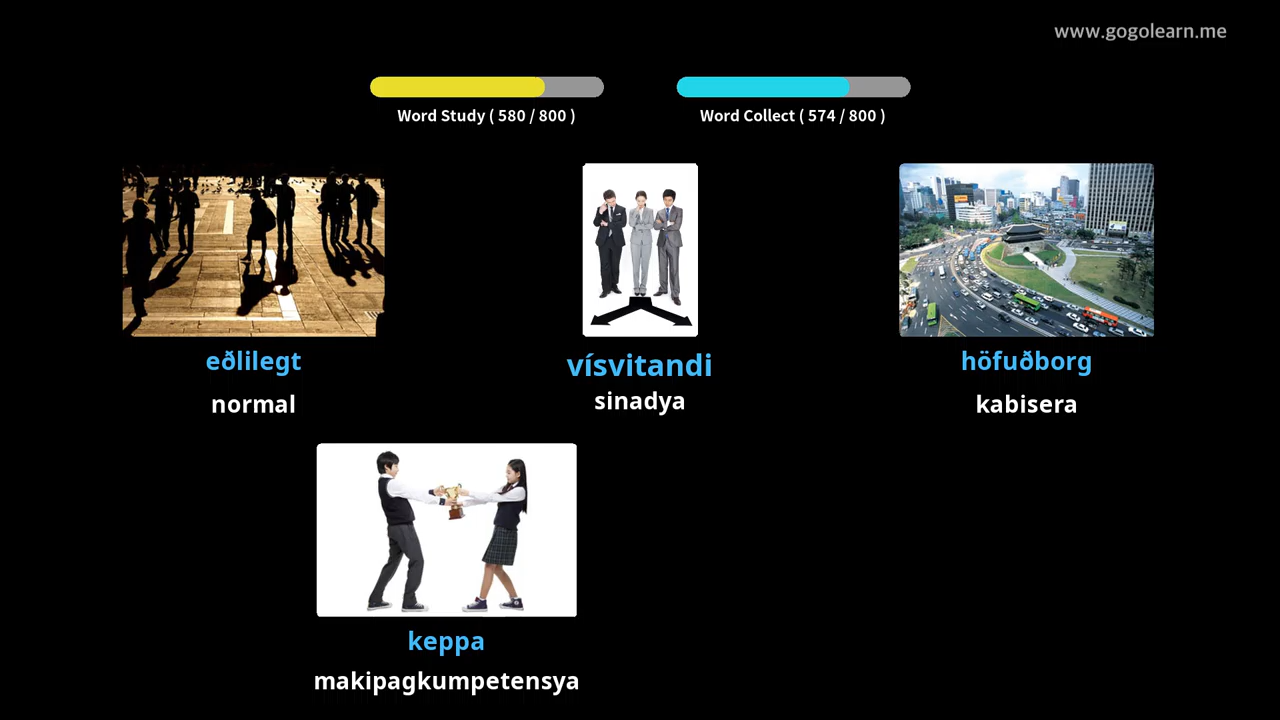 www.gogolearn.me
Word Study ( 580 / 800 )
Word Collect ( 574 / 800 )
eðlilegt
normal
vísvitandi
sinadya
höfuðborg
kabisera
keppa
makipagkumpetensya